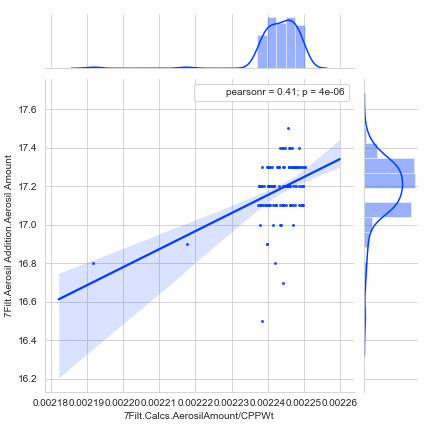 pearsonr = 0.41; p = 4e-06
17.6
17.4
17.2
17.0
16.8
16.6
16.4
16.2
7Filt.Aerosil Addition.Aerosil Amount
0.00218 0.00219 0.00220 0.00221 0.00222 0.00223 0.00224 0.00225 0.00226
7Filt.Calcs.AerosilAmount/CPPWt